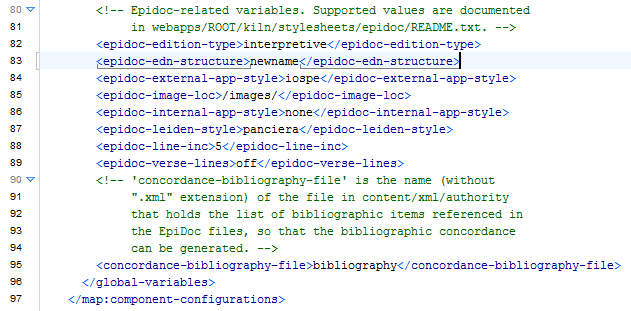 80 <!-- Epidoc-related variables. Supported values are documented
81 in webapps/ROOT/kiln/stylesheets/epidoc/README.txt. -->
82 <epidoc-edition-type>interpretive</epidoc-edition-type>
83 <epidoc-edn-structure>newname</epidoc-edn-structure>
84 <epidoc-external-app-style>iospe</epidoc-external-app-style>
85 <epidoc-image-loc>/images/</epidoc-image-loc>
86 <epidoc-internal-app-style>none</epidoc-internal-app-style>
87 <epidoc-leiden-style>panciera</epidoc-leiden-style>
88 <epidoc-line-inc>5</epidoc-line-inc>
89 <epidoc-verse-lines>off</epidoc-verse-lines>
90 <!-- 'concordance-bibliography-file' is the name (without
91 ".xml" extension) of the file in content/xml/authority
92 that holds the list of bibliographic items referenced in
93 the EpiDoc files, so that the bibliographic concordance
94 can be generated. -->
95 <concordance-bibliography-file>bibliography</concordance-bibliography-file>
96 </global-variables>
97 </map:component-configurations>